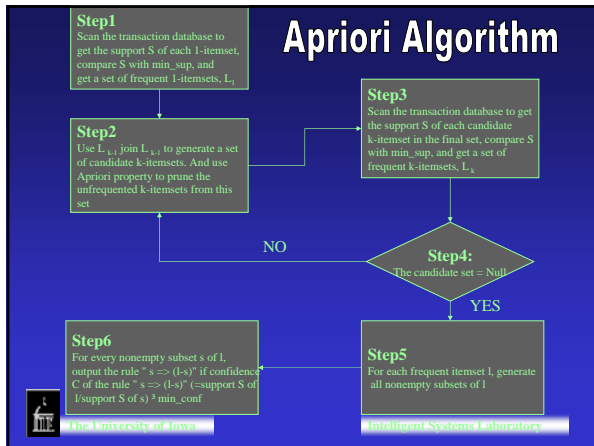 Apriori Algorithm
Step1
Scan the transaction database to
get the support S of each 1-itemset,
compare S with min_sup, and
get a set of frequent 1-itemsets, L1
Step2
Use L k-1 join L k-1 to generate a set
of candidate k-itemsets. And use
Apriori property to prune the
unfrequented k-itemsets from this
set
Step3
Scan the transaction database to get
the support S of each candidate
k-itemset in the final set, compare S
with min_sup, and get a set of
frequent k-itemsets, L k
Step4:
The candidate set = Null
NO
YES
Step5
For each frequent itemset l, generate
all nonempty subsets of l
Step6
For every nonempty subset s of l,
output the rule " s => (l-s)" if confidence
C of the rule " s => (l-s)" (=support S of
l/support S of s) ³ min_conf
The University of Iowa
Intelligent Systems Laboratory